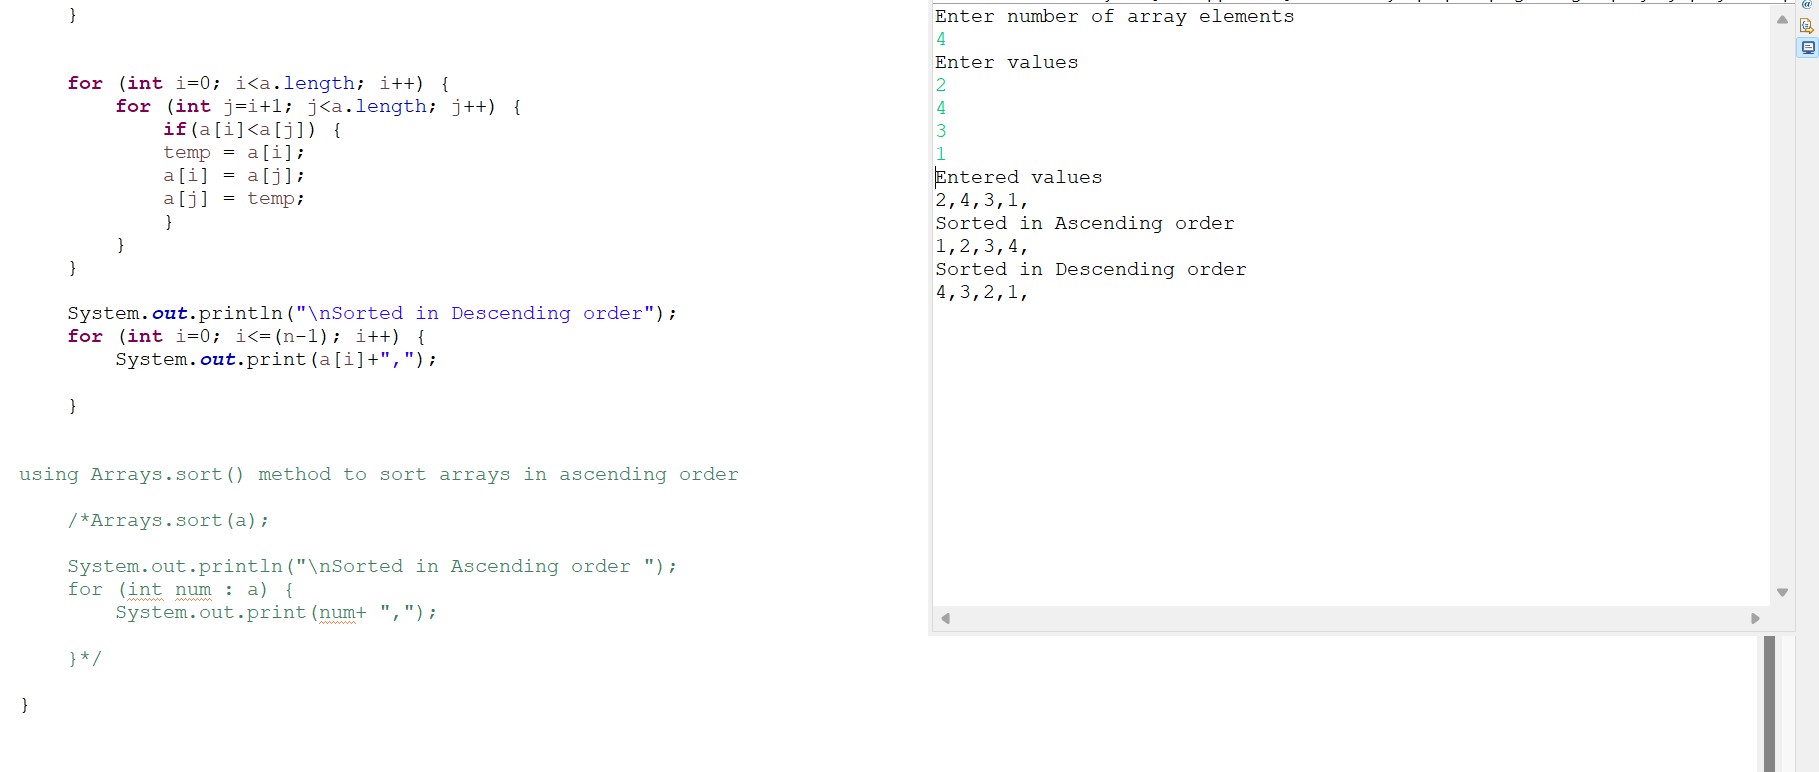 }
for (int i=0; i<a.length; i++) {
for (int j=i+1; j<a.length; j++) {
if(a[i]<a[j]) {
temp = a[i];
a[i] = a[j];
a[j] = temp;
}
}
}
System.out.println("\nSorted in Descending order");
for (int i=0; i<=(n-1); i++) {
System.out.print(a[i]+",");
}
using Arrays.sort() method to sort arrays in ascending order
/*Arrays.sort(a);
System.out.println("\nSorted in Ascending order ");
for (int num : a) {
System.out.print(num+ ",");
}*/
}
Enter number of array elements
4
Enter values
2
4
3
1
Entered values
2,4,3,1,
Sorted in Ascending order
1,2,3,4,
Sorted in Descending order
4,3,2,1,